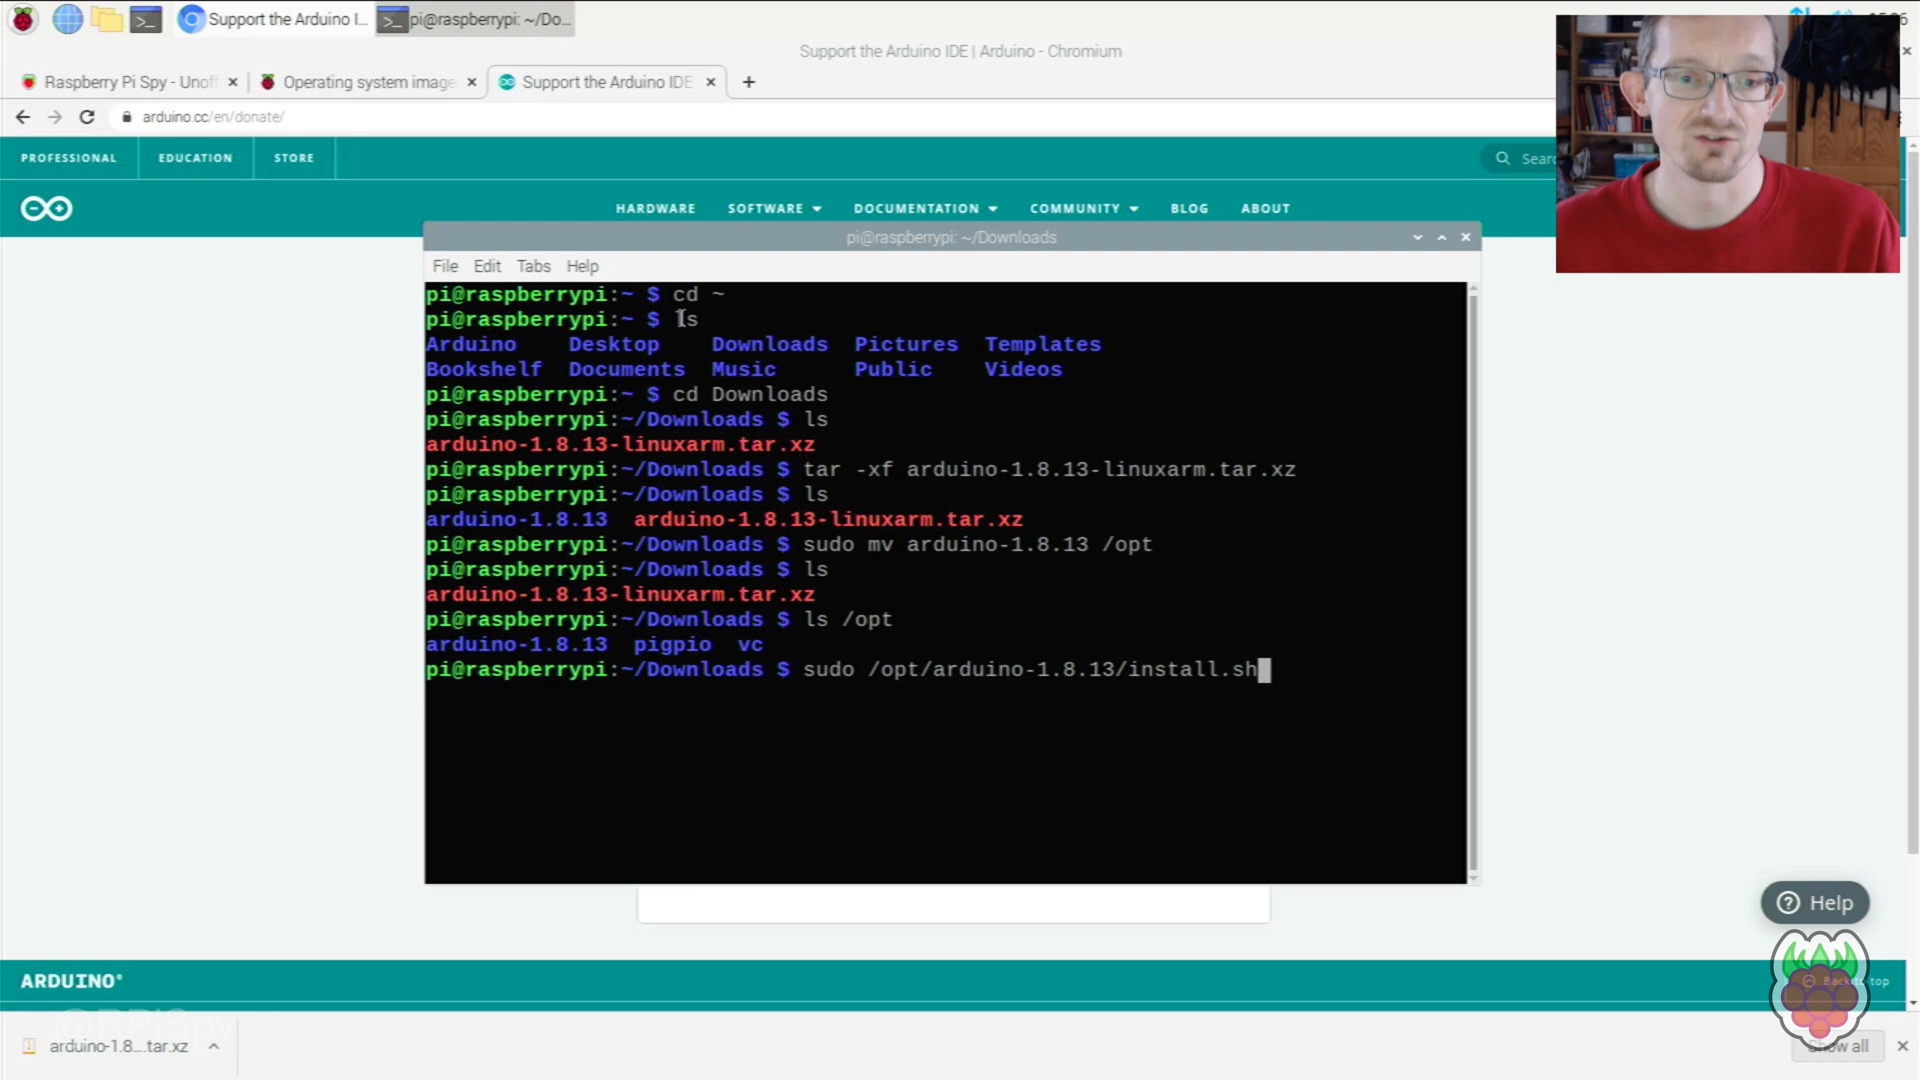 Support the Arduino I...
pi@raspberrypi: ~/Do...
Support the Arduino IDE | Arduino - Chromium
Raspberry Pi Spy - Unoff
Operating system image
Support the Arduino IDE
arduino.cc/en/donate/
PROFESSIONAL
EDUCATION
STORE
HARDWARE
SOFTWARE
DOCUMENTATION
COMMUNITY
BLOG
ABOUT
pi@raspberrypi: ~/Downloads
File Edit Tabs Help
pi@raspberrypi:~ $ cd ~
pi@raspberrypi:~ $ ls
Arduino Desktop Downloads Pictures Templates
Bookshelf Documents Music Public Videos
pi@raspberrypi:~ $ cd Downloads
pi@raspberrypi:~/Downloads $ ls
arduino-1.8.13-linuxarm.tar.xz
pi@raspberrypi:~/Downloads $ tar -xf arduino-1.8.13-linuxarm.tar.xz
pi@raspberrypi:~/Downloads $ ls
arduino-1.8.13 arduino-1.8.13-linuxarm.tar.xz
pi@raspberrypi:~/Downloads $ sudo mv arduino-1.8.13 /opt
pi@raspberrypi:~/Downloads $ ls
arduino-1.8.13-linuxarm.tar.xz
pi@raspberrypi:~/Downloads $ ls /opt
arduino-1.8.13 pigpio vc
pi@raspberrypi:~/Downloads $ sudo /opt/arduino-1.8.13/install.sh
Help
ARDUINO®
Back to top
@RPiSpy
arduino-1.8....tar.xz
Show all